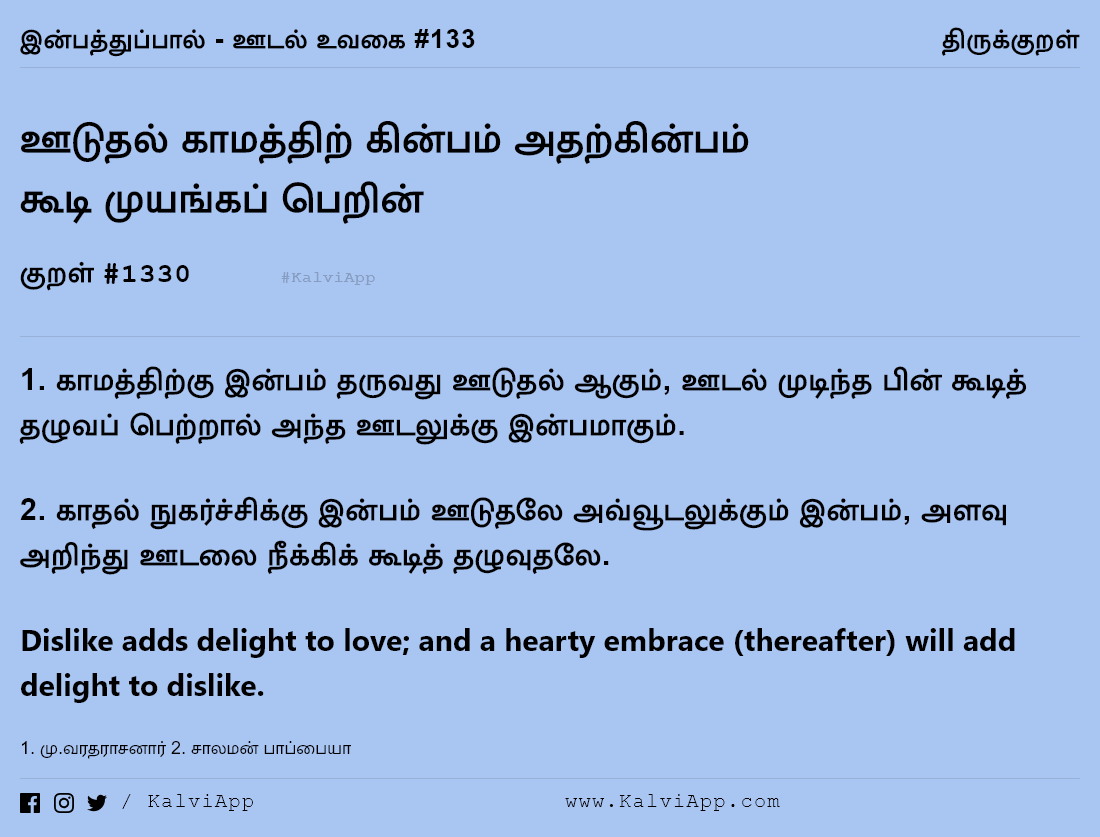 இன்பத்துப்பால் - ஊடல் உவகை #133 திருக்குறள்
ஊடுதல் காமத்திற் கின்பம் அதற்கின்பம்
கூடி முயங்கப் பெறின்
குறள் #1330 #KalviApp
1. காமத்திற்கு இன்பம் தருவது ஊடுதல் ஆகும், ஊடல் முடிந்த பின் கூடித்
தழுவப் பெற்றால் அந்த ஊடலுக்கு இன்பமாகும்.
2. காதல் நுகர்ச்சிக்கு இன்பம் ஊடுதலே அவ்வூடலுக்கும் இன்பம், அளவு
அறிந்து ஊடலை நீக்கிக் கூடித் தழுவுதலே.
Dislike adds delight to love; and a hearty embrace (thereafter) will add
delight to dislike.
1. மு.வரதராசனார் 2. சாலமன் பாப்பையா
/ KalviApp www.KalviApp.com